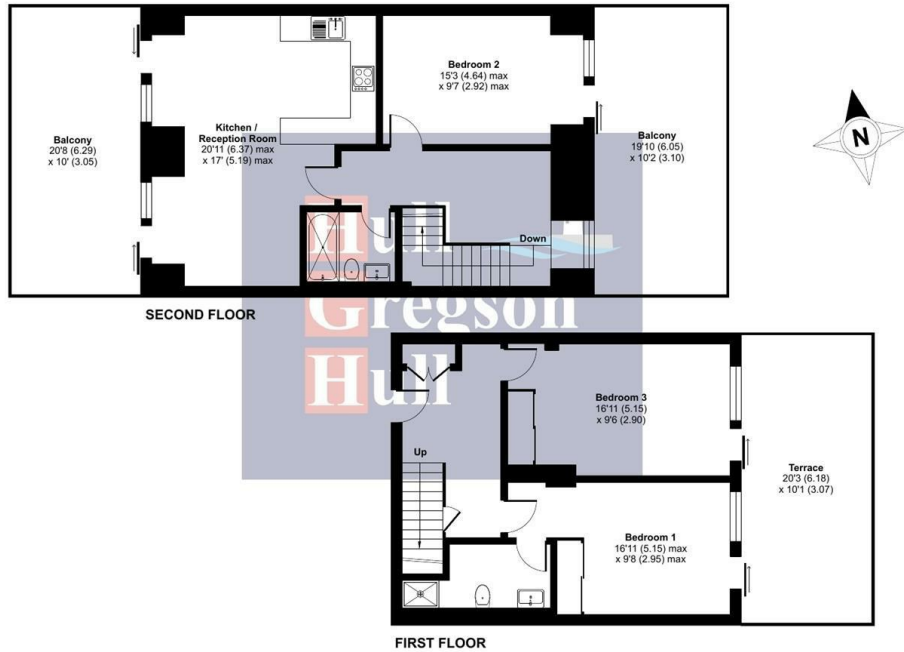 Balcony
20'8 (6.29)
x 10' (3.05)
Kitchen /
Reception Room
20'11 (6.37) max
x 17' (5.19) max
Bedroom 2
15'3 (4.64) max
x 9'7 (2.92) max
Balcony
19'10 (6.05)
x 10'2 (3.10)
N
Down
SECOND FLOOR
Hull
Gregson
Hull
Bedroom 3
16'11 (5.15)
x 9'6 (2.90)
Up
Terrace
20'3 (6.18)
x 10'1 (3.07)
Bedroom 1
16'11 (5.15) max
x 9'8 (2.95) max
FIRST FLOOR